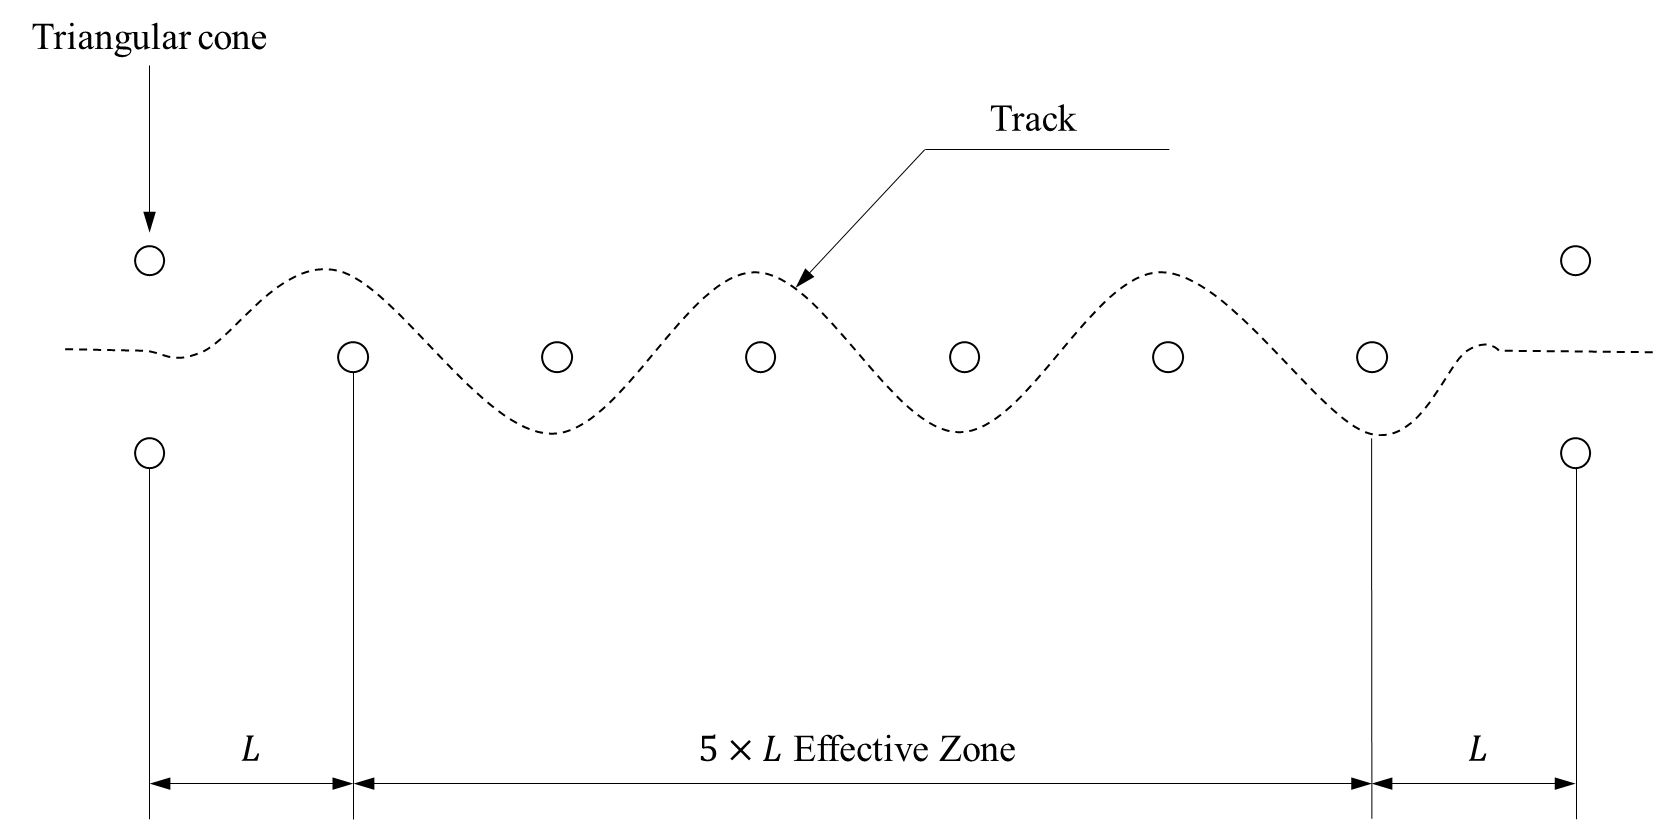 Triangular cone
Track
L
5 × L Effective Zone
L